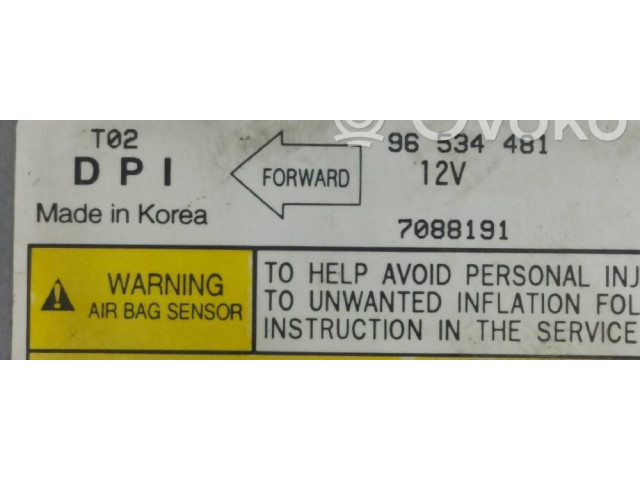 Ovoko
T02
96 534 481
DPI
FORWARD
12V
Made in Korea
7088191
WARNING
AIR BAG SENSOR
TO HELP AVOID PERSONAL INJ
TO UNWANTED INFLATION FOL
INSTRUCTION IN THE SERVICE